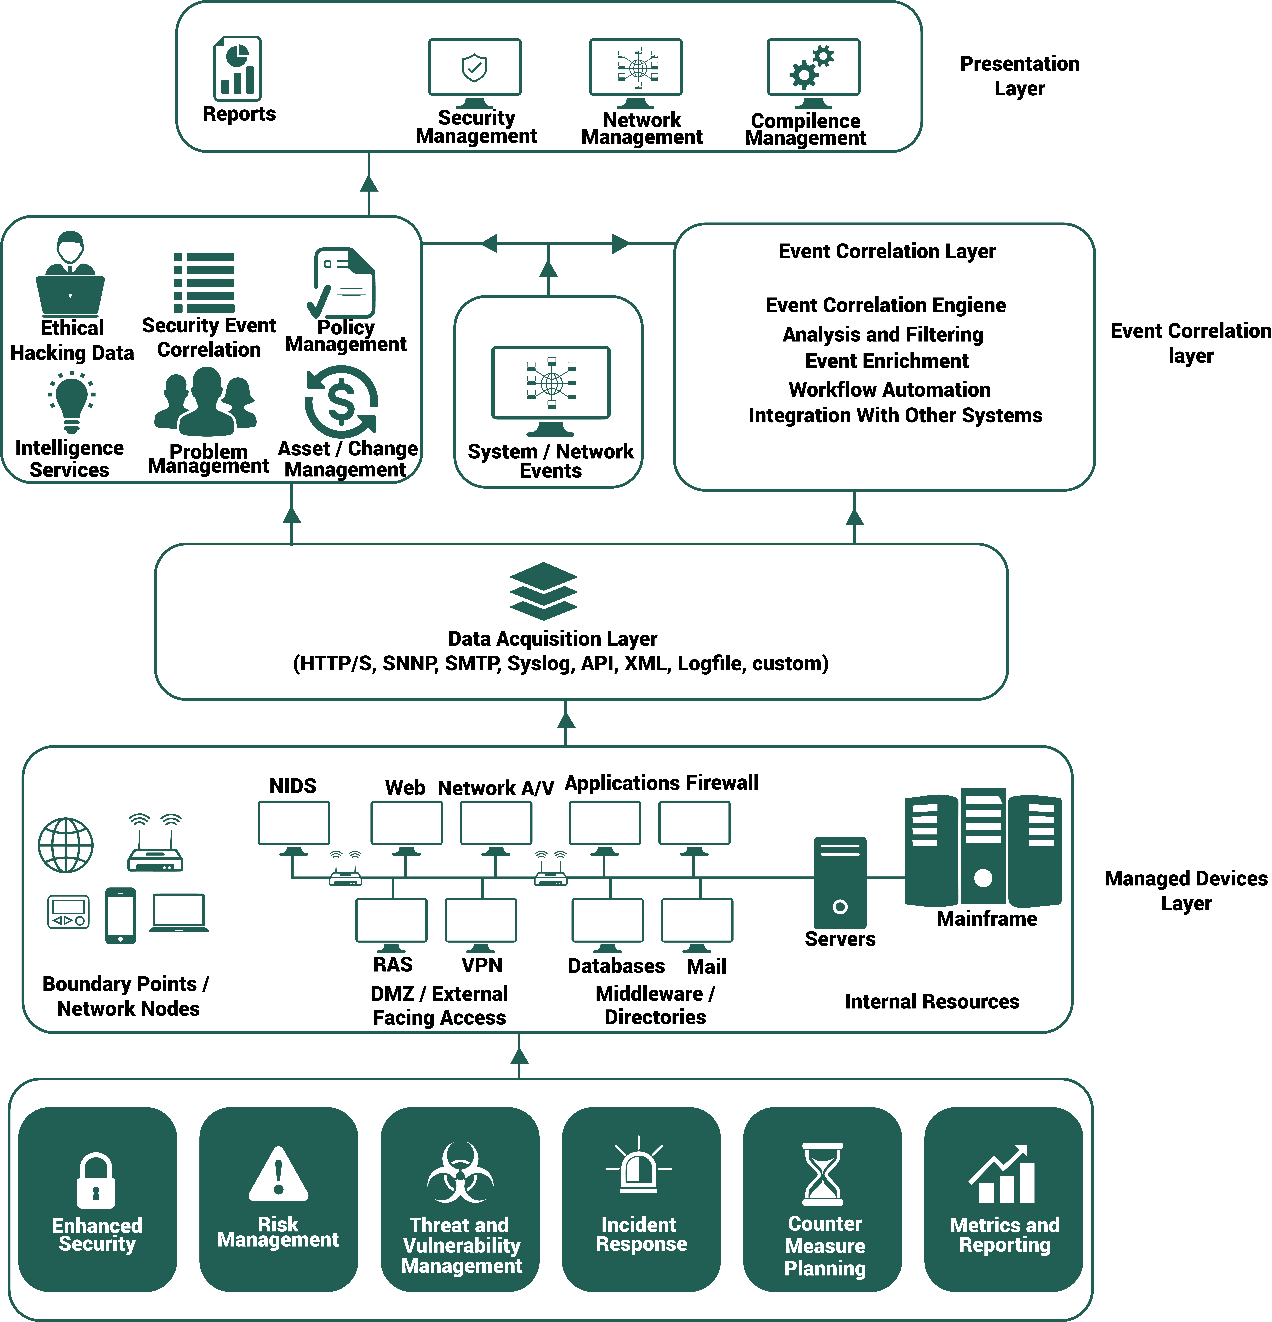 Reports
Security
Management
Network
Management
Compilence
Management
Presentation
Layer
Ethical
Hacking Data
Security Event
Correlation
Policy
Management
Intelligence
Services
Problem
Management
Asset / Change
Management
System / Network
Events
Event Correlation Layer
Event Correlation Engiene
Analysis and Filtering
Event Enrichment
Workflow Automation
Integration With Other Systems
Event Correlation
layer
Data Acquisition Layer
(HTTP/S, SNNP, SMTP, Syslog, API, XML, Logfile, custom)
NIDS
Web
Network A/V
Applications Firewall
Servers
Mainframe
RAS
VPN
Databases
Mail
Boundary Points /
Network Nodes
DMZ / External
Facing Access
Middleware /
Directories
Internal Resources
Managed Devices
Layer
Enhanced
Security
Risk
Management
Threat and
Vulnerability
Management
Incident
Response
Counter
Measure
Planning
Metrics and
Reporting